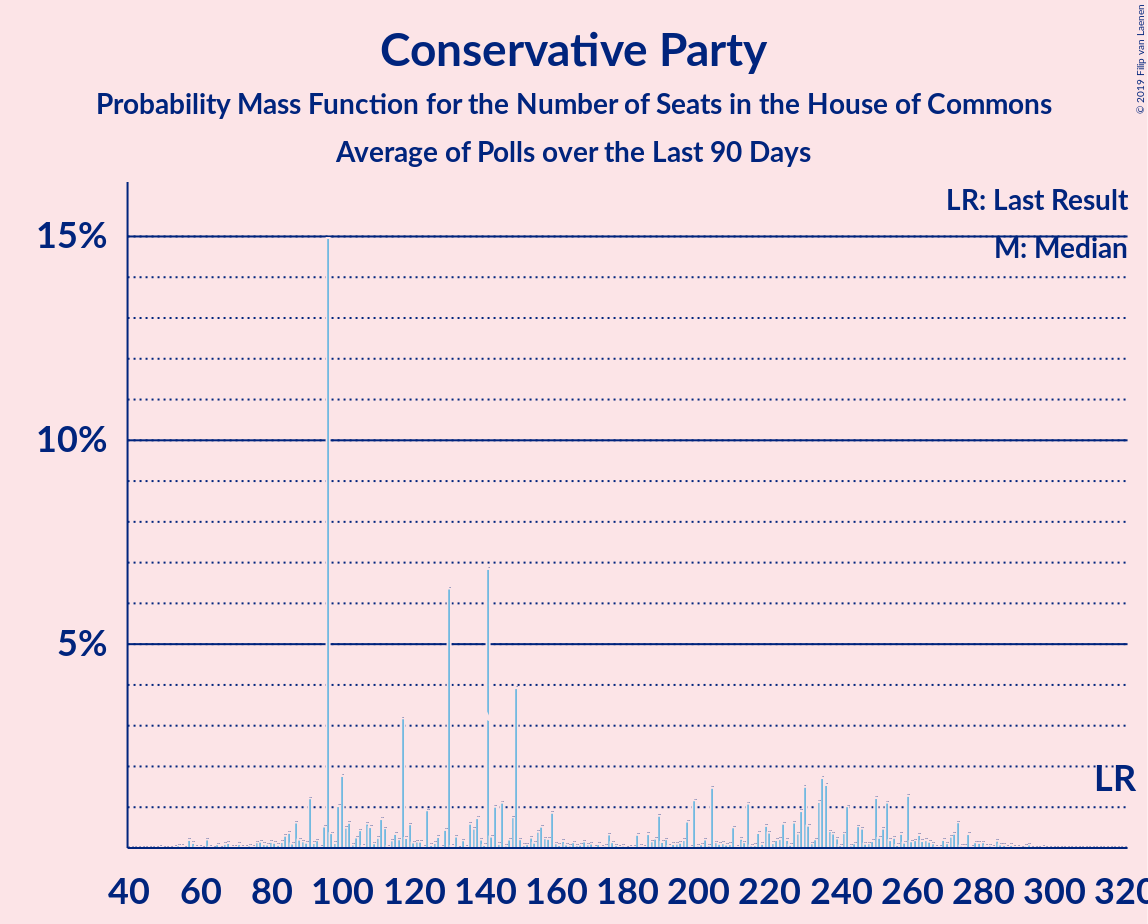 Conservative Party
Probability Mass Function for the Number of Seats in the House of Commons
Average of Polls over the Last 90 Days
© 2019 Filip van Laenen
LR: Last Result
M: Median
15%
10%
5%
LR
40 60 80 100 120 140 160 180 200 220 240 260 280 300 320